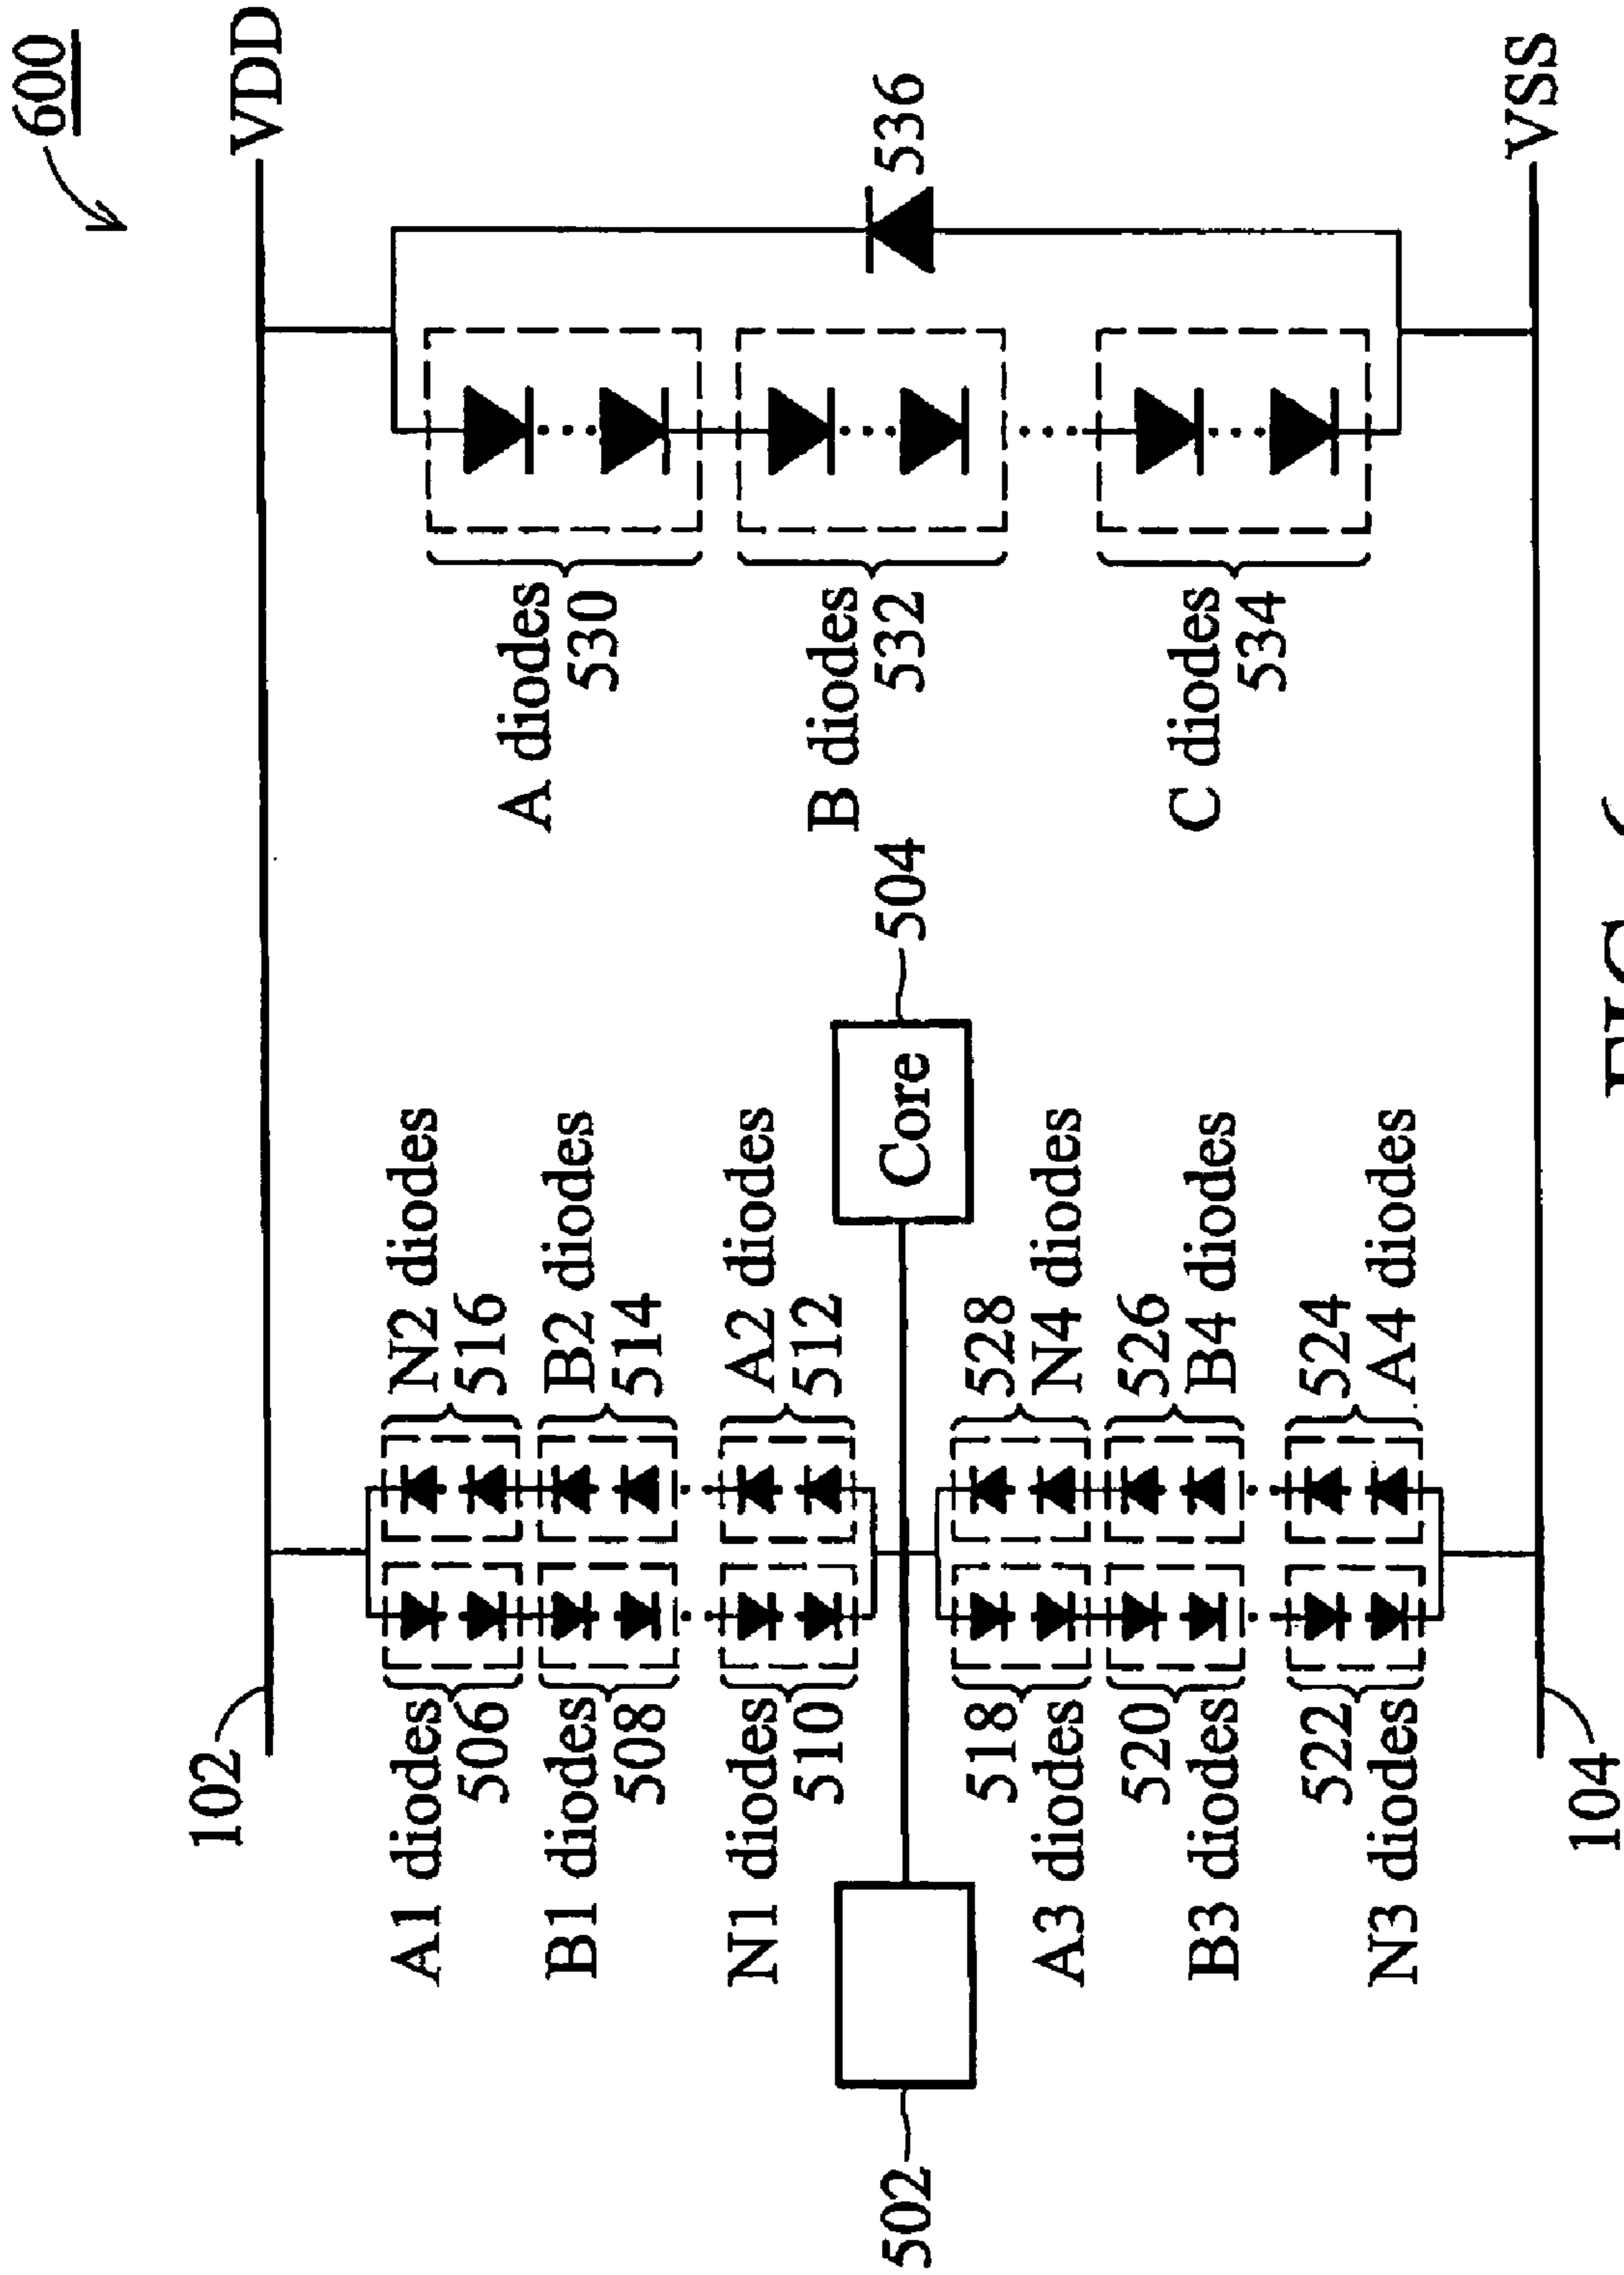 600
VDD
102
A1 diodes
506
N2 diodes
516
B1 diodes
508
B2 diodes
514
N1 diodes
510
A2 diodes
512
A diodes
530
B diodes
532
C diodes
534
536
502
Core
504
518
A3 diodes
528
N4 diodes
520
B3 diodes
526
B4 diodes
522
N3 diodes
524
A4 diodes
VSS
104